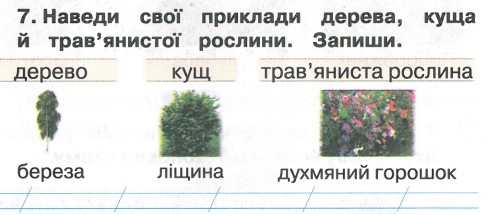 7. Наведи свої приклади дерева, куща
й трав’янистої рослини. Запиши.
дерево кущ трав’яниста рослина
береза ліщина духмяний горошок